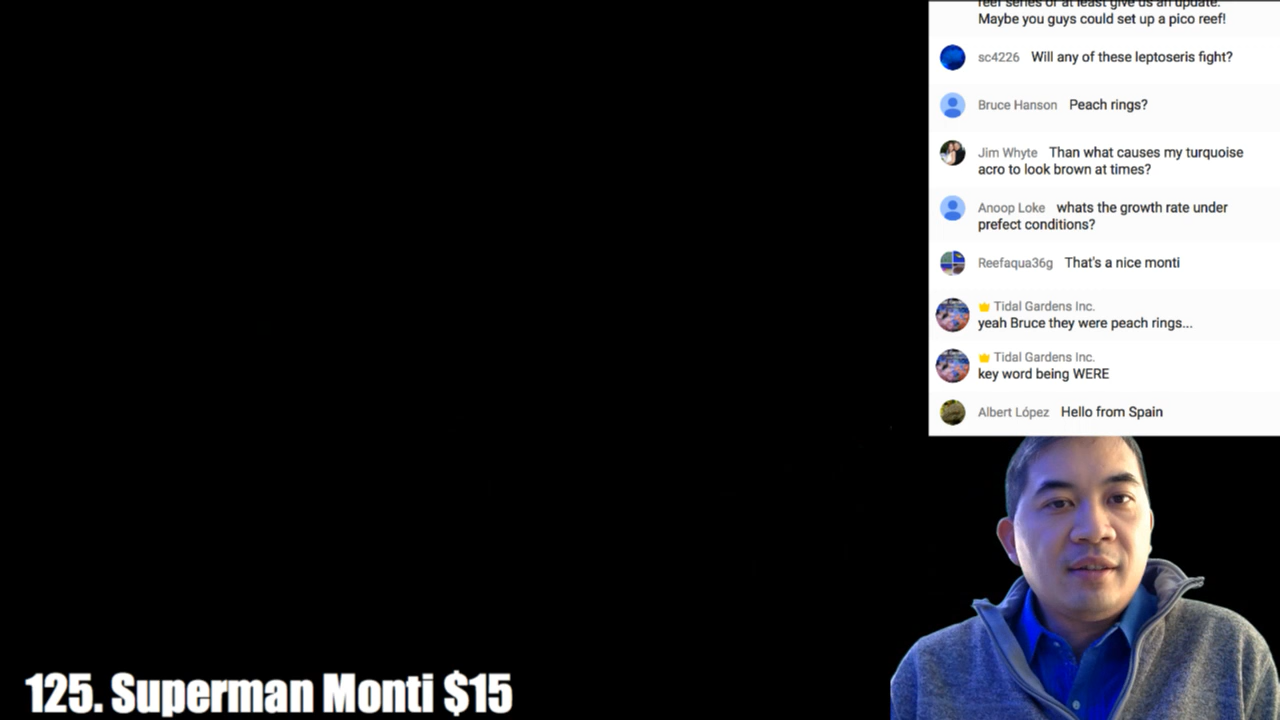 reef series or at least give us an update.
Maybe you guys could set up a pico reef!
sc4226 Will any of these leptoseris fight?
Bruce Hanson Peach rings?
Jim Whyte Than what causes my turquoise
acro to look brown at times?
Anoop Loke whats the growth rate under
prefect conditions?
Reefaqua36g That's a nice monti
Tidal Gardens Inc.
yeah Bruce they were peach rings...
Tidal Gardens Inc.
key word being WERE
Albert López Hello from Spain
125. Superman Monti $15